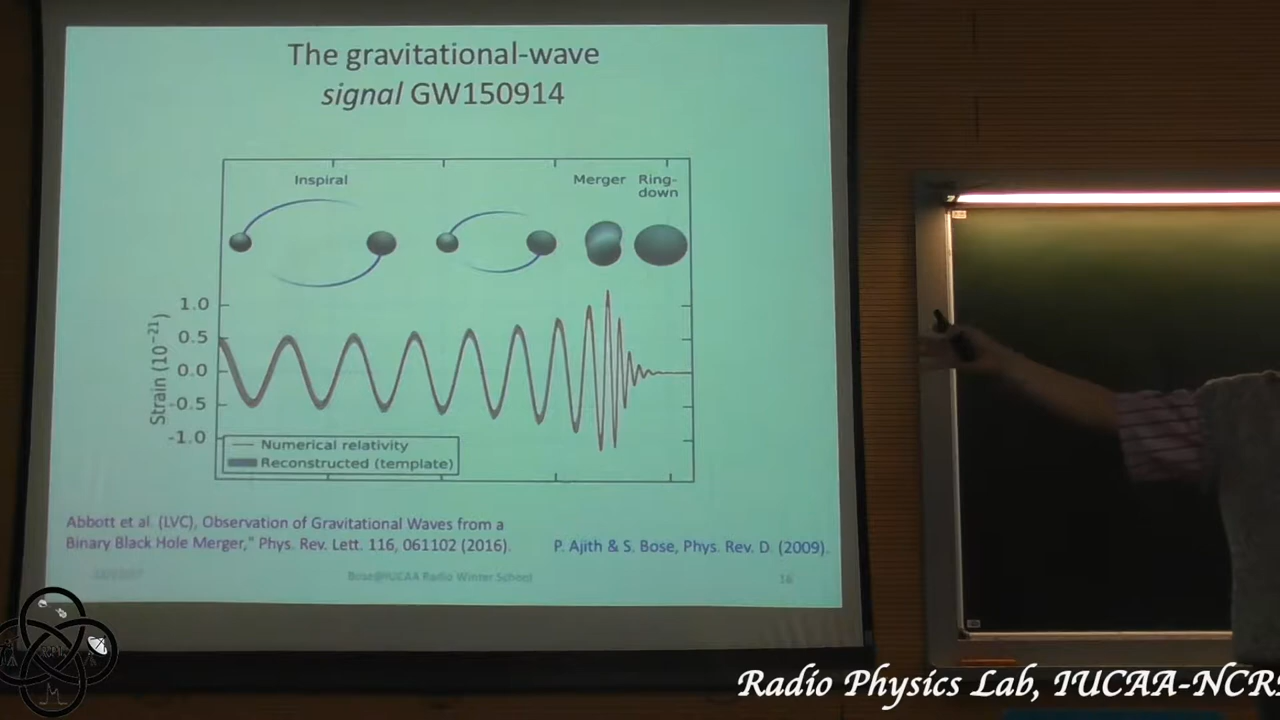 The gravitational-wave
signal GW150914
Inspiral
Merger
Ring-
down
Strain (10⁻²¹)
1.0
0.5
0.0
-0.5
-1.0
Numerical relativity
Reconstructed (template)
Abbott et al. (LVC), Observation of Gravitational Waves from a
Binary Black Hole Merger," Phys. Rev. Lett. 116, 061102 (2016).
P. Ajith & S. Bose, Phys. Rev. D. (2009).
Bose@IUCAA Radio Winter School
16
Radio Physics Lab, IUCAA-NCR